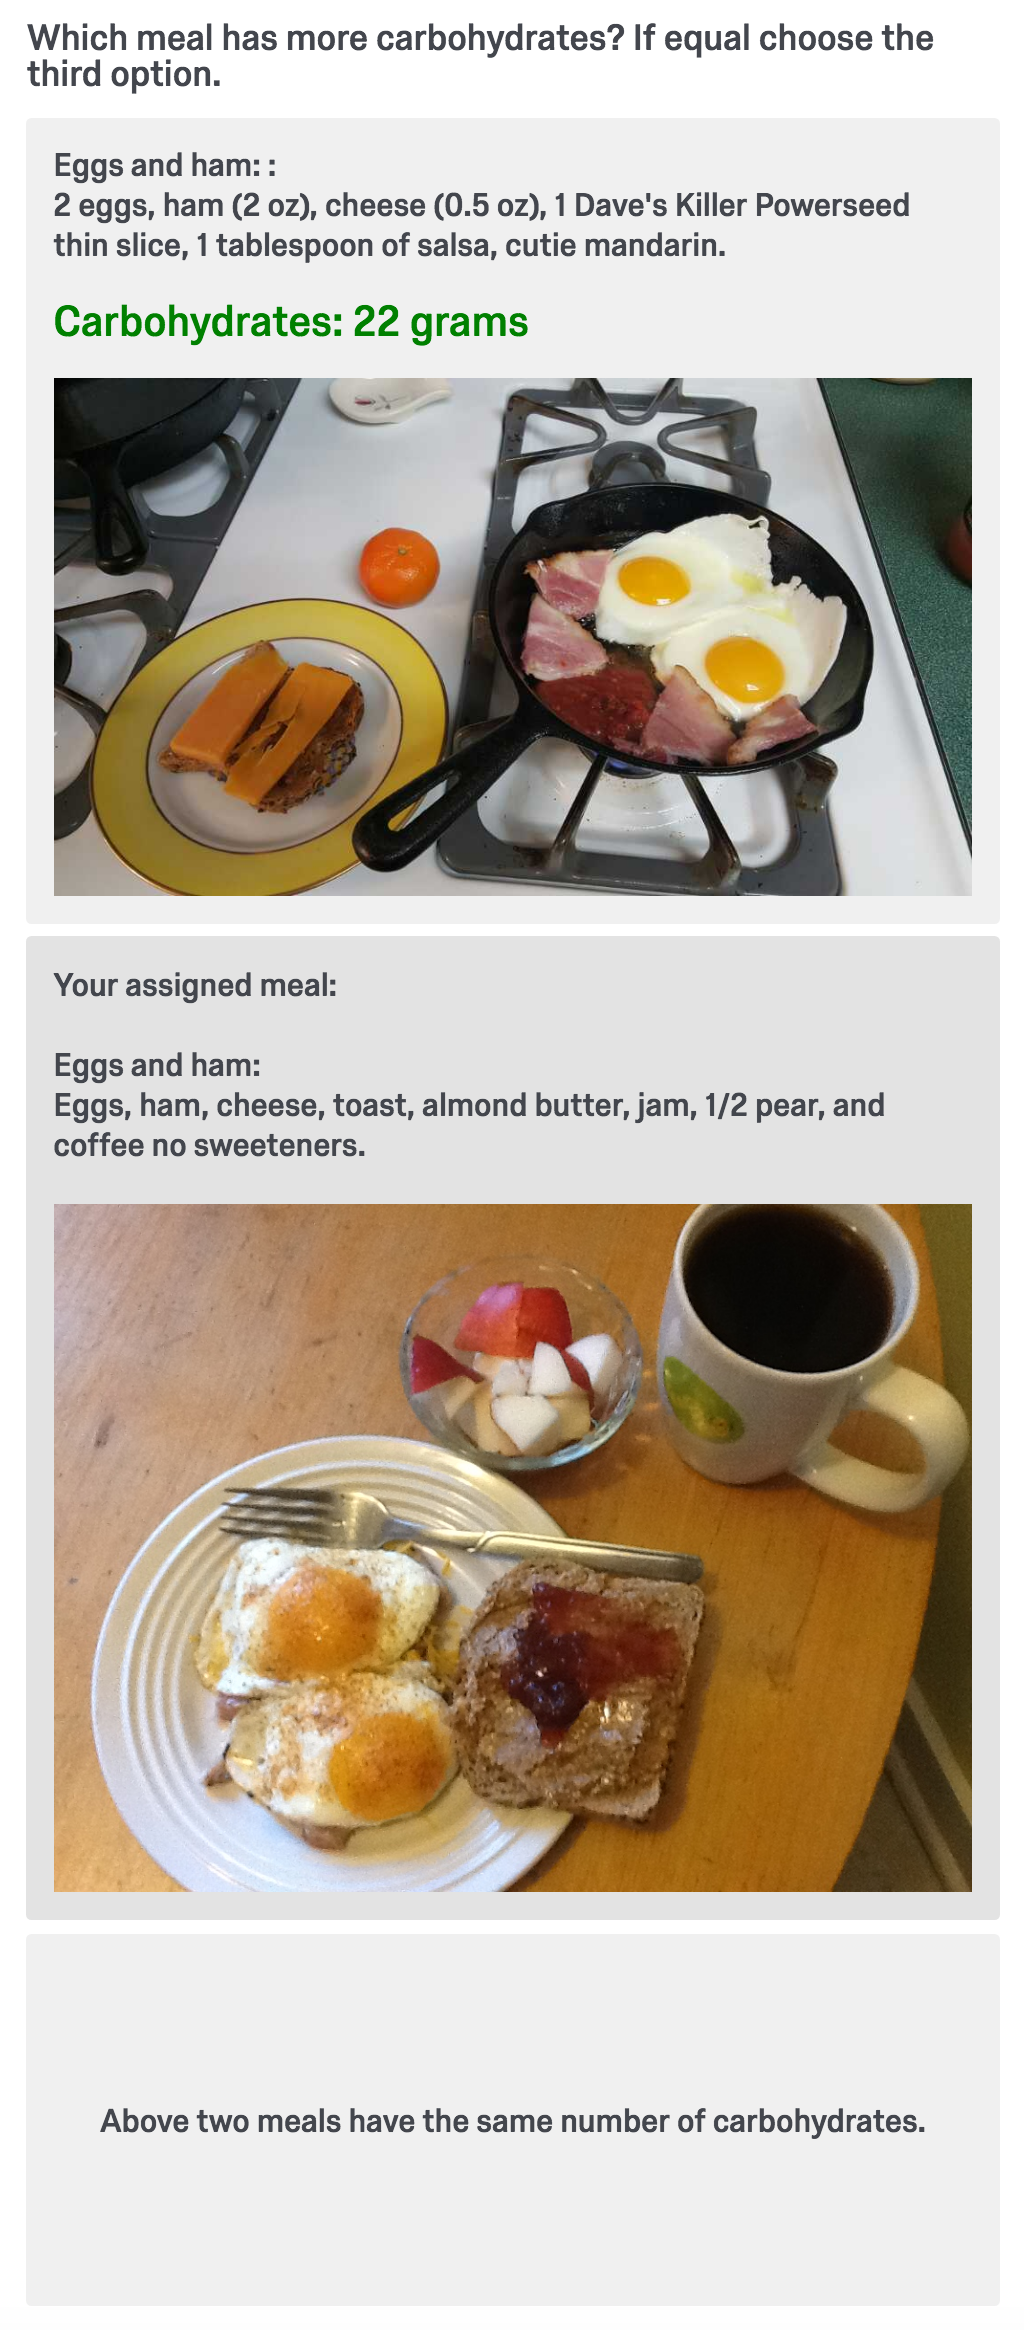 Which meal has more carbohydrates? If equal choose the
third option.
Eggs and ham: :
2 eggs, ham (2 oz), cheese (0.5 oz), 1 Dave's Killer Powerseed
thin slice, 1 tablespoon of salsa, cutie mandarin.
Carbohydrates: 22 grams
Your assigned meal:
Eggs and ham:
Eggs, ham, cheese, toast, almond butter, jam, 1/2 pear, and
coffee no sweeteners.
Above two meals have the same number of carbohydrates.